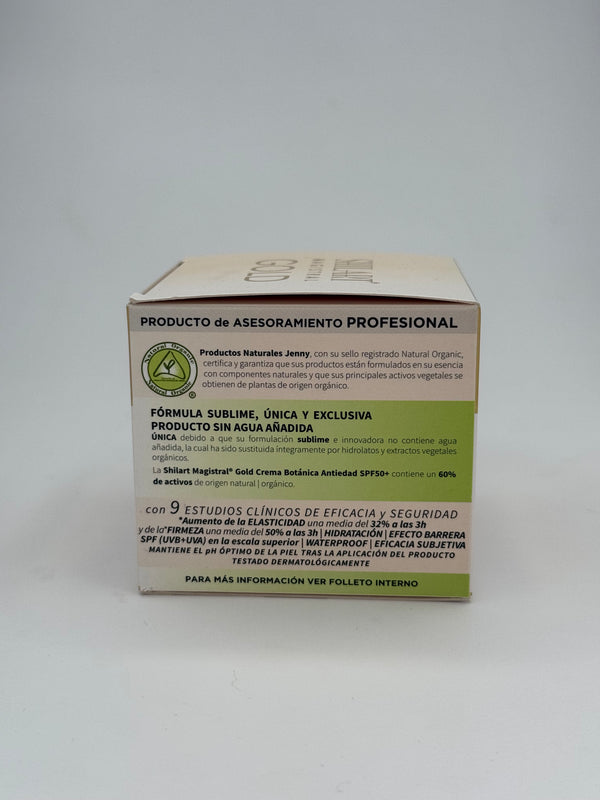 SHILART
MAGISTRAL
GOLD
PRODUCTO de ASESORAMIENTO PROFESIONAL
Natural Organic
Natural Organic
®
Productos Naturales Jenny, con su sello registrado Natural Organic,
certifica y garantiza que sus productos están formulados en su esencia
con componentes naturales y que sus principales activos vegetales se
obtienen de plantas de origen orgánico.
FÓRMULA SUBLIME, ÚNICA Y EXCLUSIVA
PRODUCTO SIN AGUA AÑADIDA
ÚNICA debido a que su formulación sublime e innovadora no contiene agua
añadida, la cual ha sido sustituida íntegramente por hidrolatos y extractos vegetales
orgánicos.
La Shilart Magistral® Gold Crema Botánica Antiedad SPF50+ contiene un 60%
de activos de origen natural | orgánico.
con 9 ESTUDIOS CLÍNICOS DE EFICACIA y SEGURIDAD
*Aumento de la ELASTICIDAD una media del 32% a las 3h
y de la*FIRMEZA una media del 50% a las 3h | HIDRATACIÓN | EFECTO BARRERA
SPF (UVB+UVA) en la escala superior | WATERPROOF | EFICACIA SUBJETIVA
MANTIENE EL pH ÓPTIMO DE LA PIEL TRAS LA APLICACIÓN DEL PRODUCTO
TESTADO DERMATOLÓGICAMENTE
PARA MÁS INFORMACIÓN VER FOLLETO INTERNO